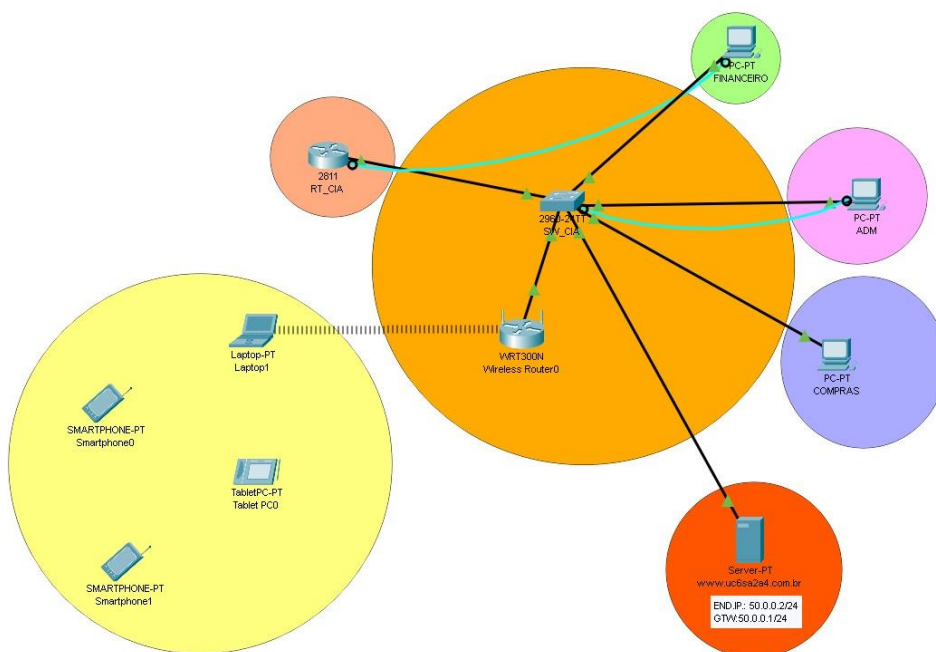 PC-PT
FINANCEIRO
2811
RT_CIA
2960-24TT
SW_CIA
PC-PT
ADM
Laptop-PT
Laptop1
WRT300N
Wireless Router0
PC-PT
COMPRAS
SMARTPHONE-PT
Smartphone0
TabletPC-PT
Tablet PC0
SMARTPHONE-PT
Smartphone1
Server-PT
www.uc6sa2a4.com.br
END.IP.: 50.0.0.2/24
GTW:50.0.0.1/24